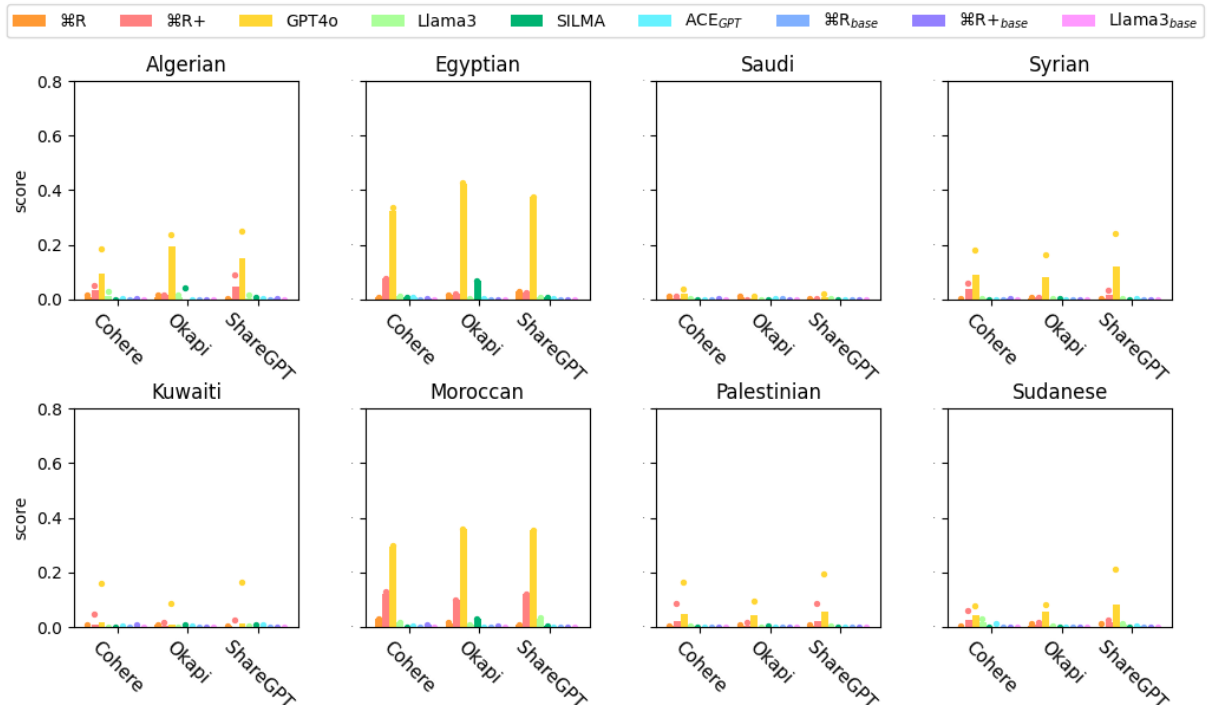 ⌘R ⌘R+ GPT4o Llama3 SILMA ACE_GPT ⌘R_base ⌘R+_base Llama3_base
Algerian Egyptian Saudi Syrian
0.8
0.6
0.4
0.2
0.0
score
Cohere Okapi ShareGPT Cohere Okapi ShareGPT Cohere Okapi ShareGPT Cohere Okapi ShareGPT
Kuwaiti Moroccan Palestinian Sudanese
0.8
0.6
0.4
0.2
0.0
score
Cohere Okapi ShareGPT Cohere Okapi ShareGPT Cohere Okapi ShareGPT Cohere Okapi ShareGPT